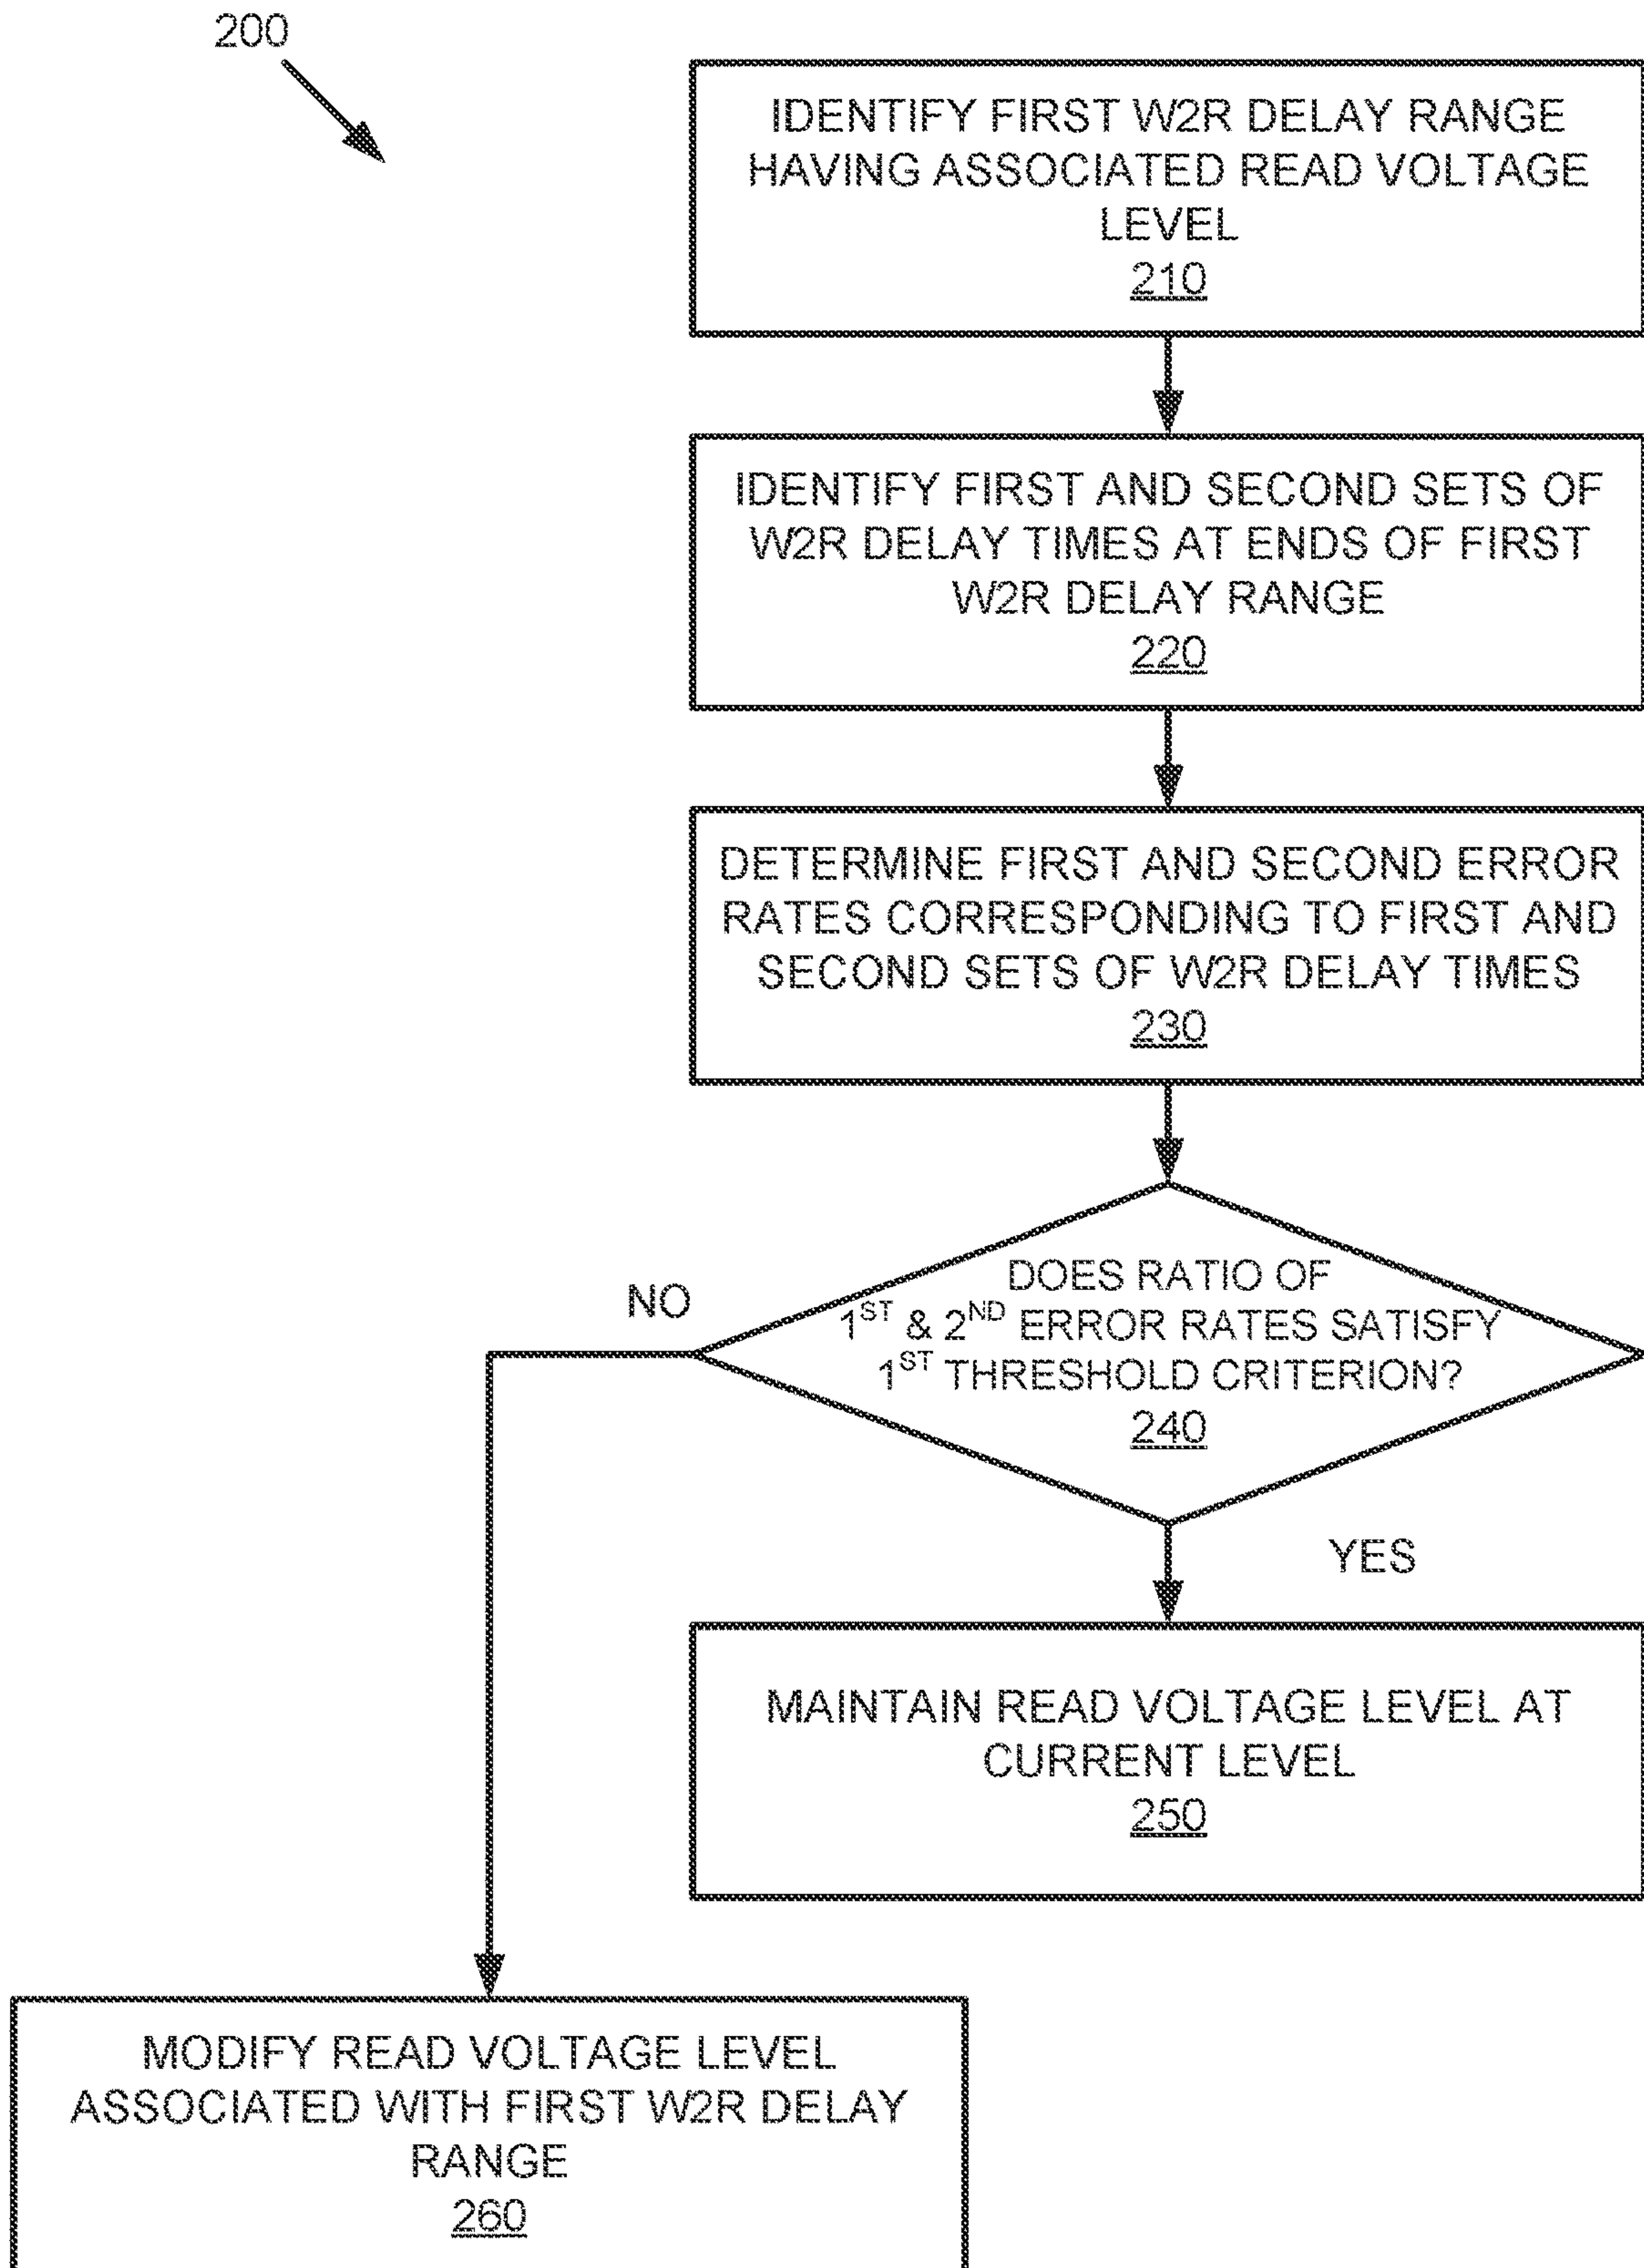 200
IDENTIFY FIRST W2R DELAY RANGE
HAVING ASSOCIATED READ VOLTAGE
LEVEL
210
IDENTIFY FIRST AND SECOND SETS OF
W2R DELAY TIMES AT ENDS OF FIRST
W2R DELAY RANGE
220
DETERMINE FIRST AND SECOND ERROR
RATES CORRESPONDING TO FIRST AND
SECOND SETS OF W2R DELAY TIMES
230
DOES RATIO OF
1ST & 2ND ERROR RATES SATISFY
1ST THRESHOLD CRITERION?
240
NO
YES
MAINTAIN READ VOLTAGE LEVEL AT
CURRENT LEVEL
250
MODIFY READ VOLTAGE LEVEL
ASSOCIATED WITH FIRST W2R DELAY
RANGE
260